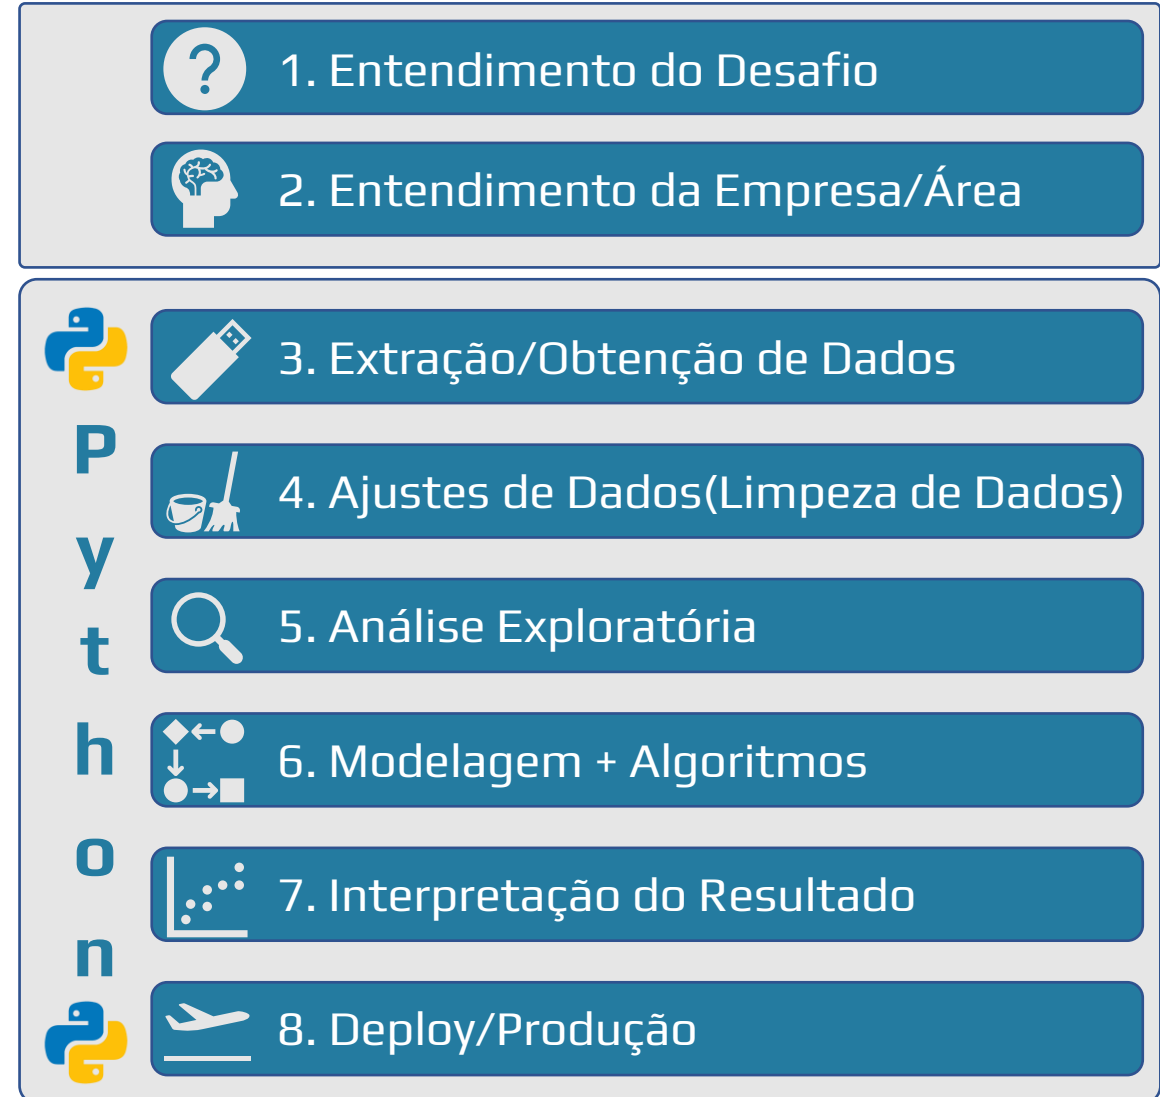 1. Entendimento do Desafio
2. Entendimento da Empresa/Área
Python
3. Extração/Obtenção de Dados
4. Ajustes de Dados(Limpeza de Dados)
5. Análise Exploratória
6. Modelagem + Algoritmos
7. Interpretação do Resultado
8. Deploy/Produção